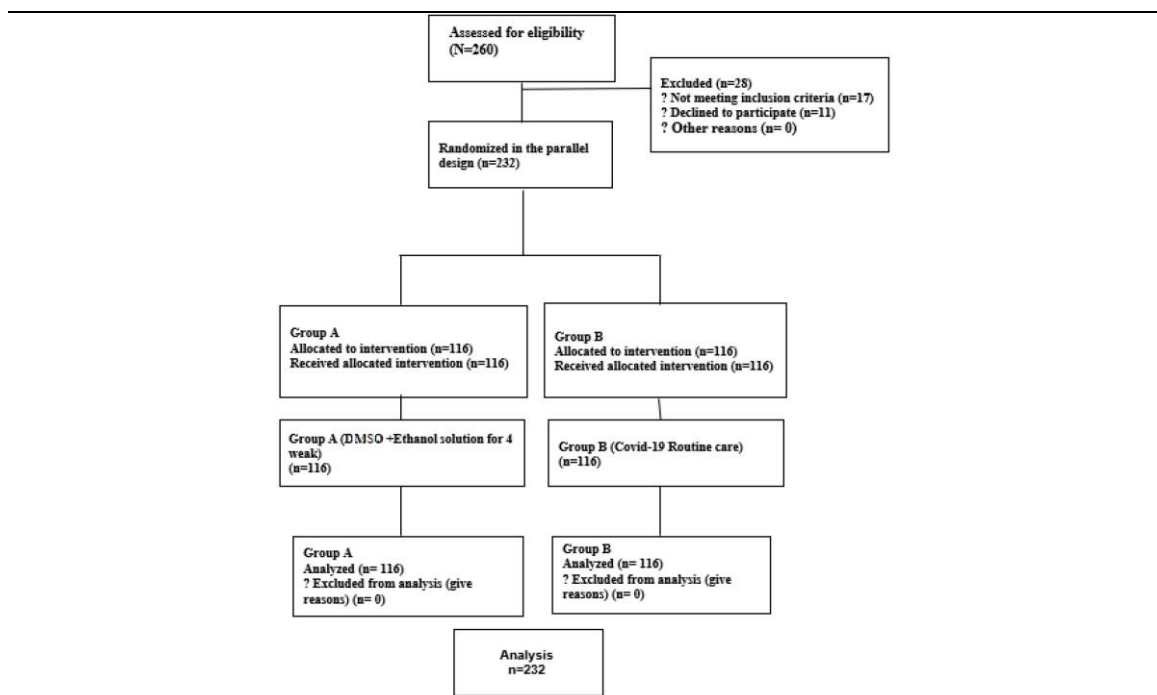 Assessed for eligibility
(N=260)
Excluded (n=28)
? Not meeting inclusion criteria (n=17)
? Declined to participate (n=11)
? Other reasons (n= 0)
Randomized in the parallel
design (n=232)
Group A
Allocated to intervention (n=116)
Received allocated intervention (n=116)
Group B
Allocated to intervention (n=116)
Received allocated intervention (n=116)
Group A (DMSO +Ethanol solution for 4
weak)
(n=116)
Group B (Covid-19 Routine care)
(n=116)
Group A
Analyzed (n= 116)
? Excluded from analysis (give
reasons) (n= 0)
Group B
Analyzed (n= 116)
? Excluded from analysis (give
reasons) (n= 0)
Analysis
n=232